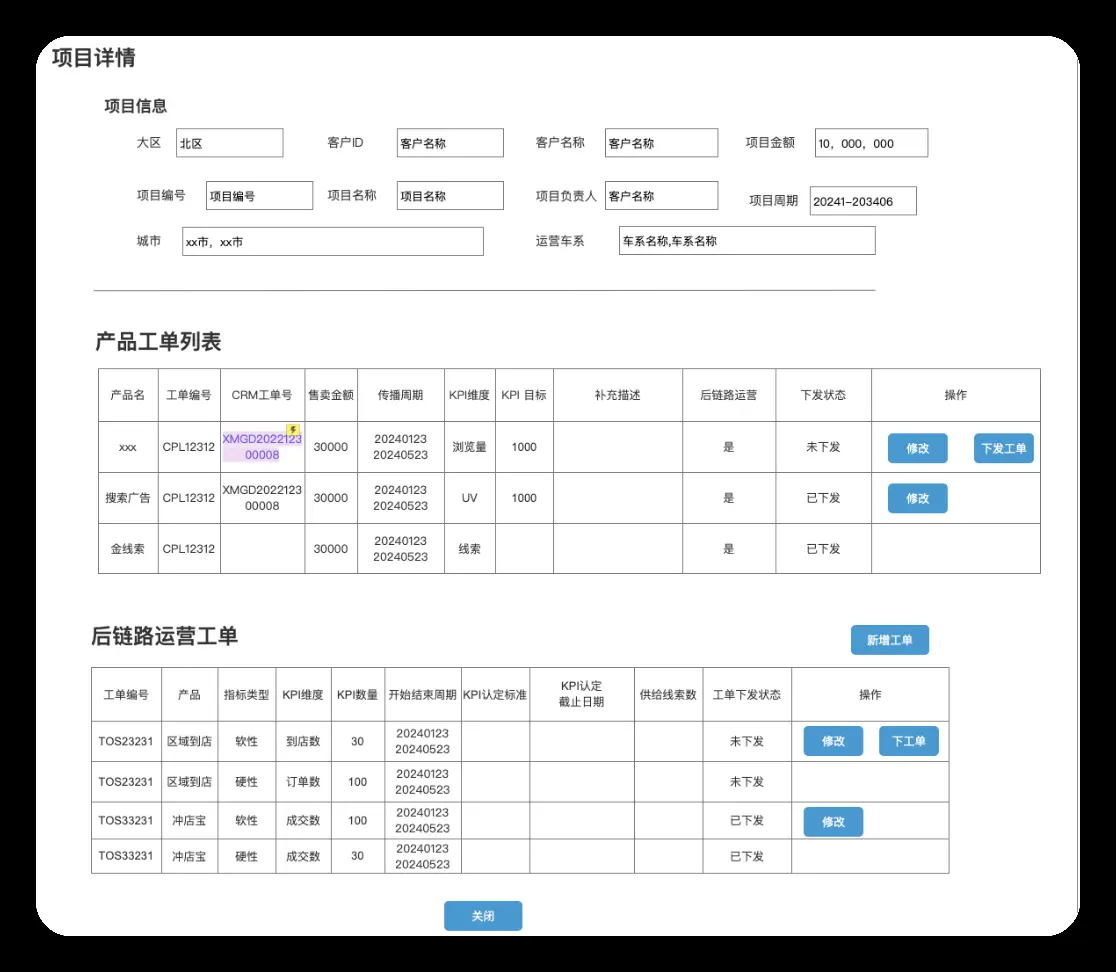 项目详情
项目信息
大区 北区 客户ID 客户名称 客户名称 客户名称 项目金额 10，000，000
项目编号 项目编号 项目名称 项目名称 项目负责人 客户名称 项目周期 20241-203406
城市 xx市，xx市 运营车系 车系名称,车系名称
产品工单列表
产品名 工单编号 CRM工单号 售卖金额 传播周期 KPI维度 KPI 目标 补充描述 后链路运营 下发状态 操作
xxx CPL12312 XMGD2022123 00008 30000 20240123 20240523 浏览量 1000 是 未下发 修改 下发工单
搜索广告 CPL12312 XMGD2022123 00008 30000 20240123 20240523 UV 1000 是 已下发 修改
金线索 CPL12312 30000 20240123 20240523 线索 是 已下发
后链路运营工单 新增工单
工单编号 产品 指标类型 KPI维度 KPI数量 开始结束周期 KPI认定标准 KPI认定 截止日期 供给线索数 工单下发状态 操作
TOS23231 区域到店 软性 到店数 30 20240123 20240523 未下发 修改 下工单
TOS23231 区域到店 硬性 订单数 100 20240123 20240523 未下发
TOS33231 冲店宝 软性 成交数 100 20240123 20240523 已下发 修改
TOS33231 冲店宝 硬性 成交数 30 20240123 20240523 已下发
关闭